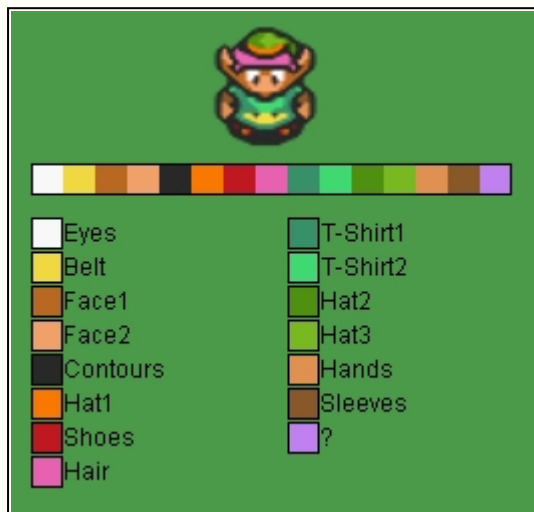 Eyes
Belt
Face1
Face2
Contours
Hat1
Shoes
Hair
T-Shirt1
T-Shirt2
Hat2
Hat3
Hands
Sleeves
?